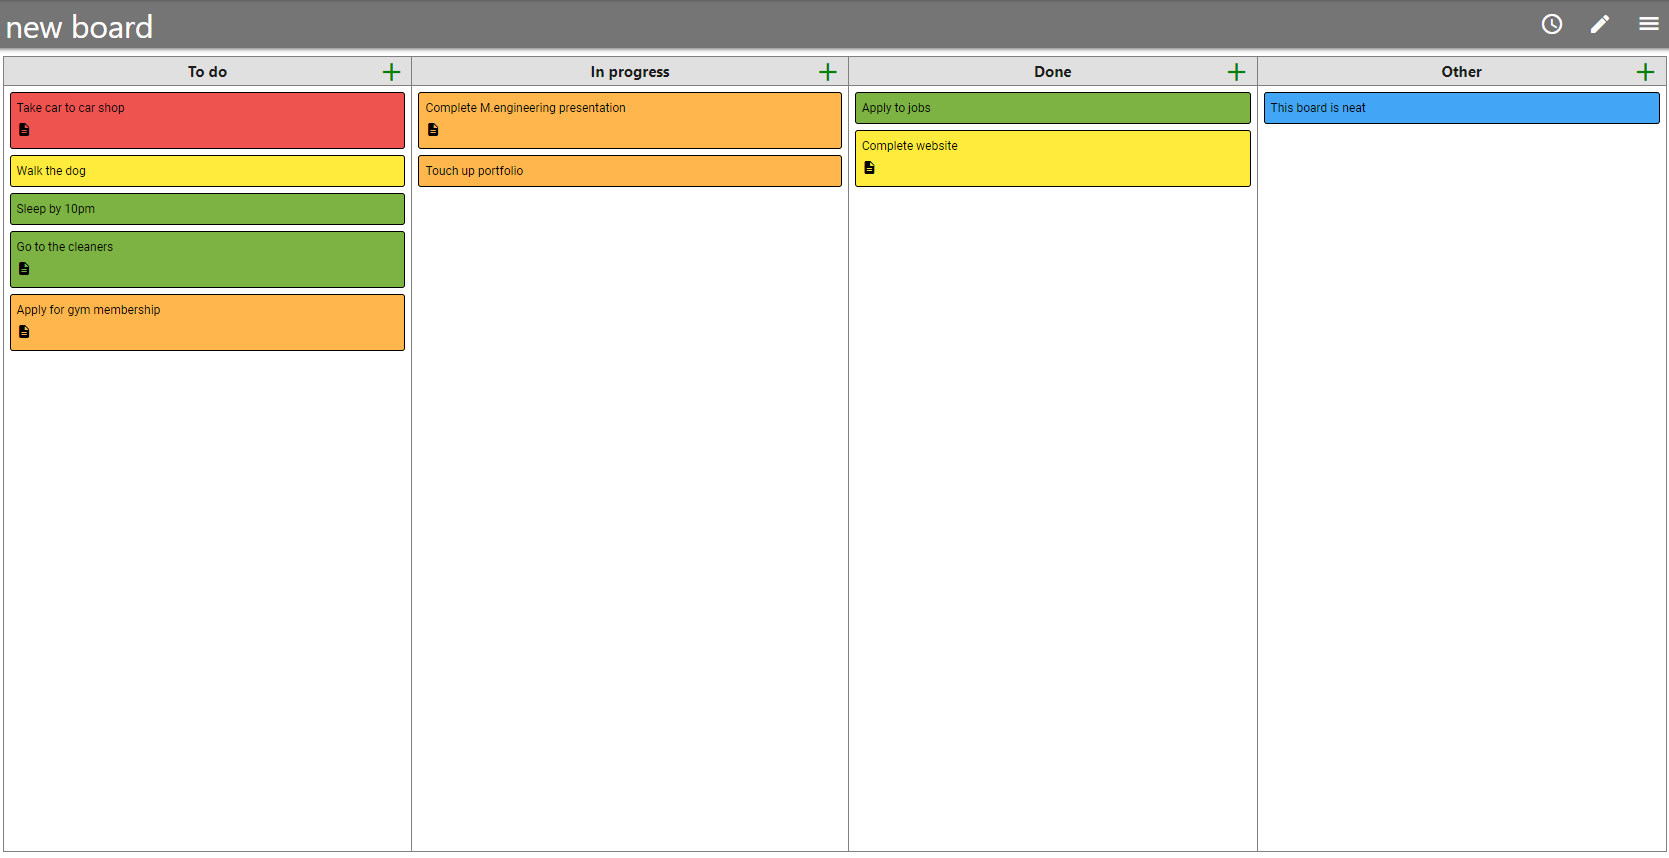 new board
To do
Take car to car shop
Walk the dog
Sleep by 10pm
Go to the cleaners
Apply for gym membership
In progress
Complete M.engineering presentation
Touch up portfolio
Done
Apply to jobs
Complete website
Other
This board is neat